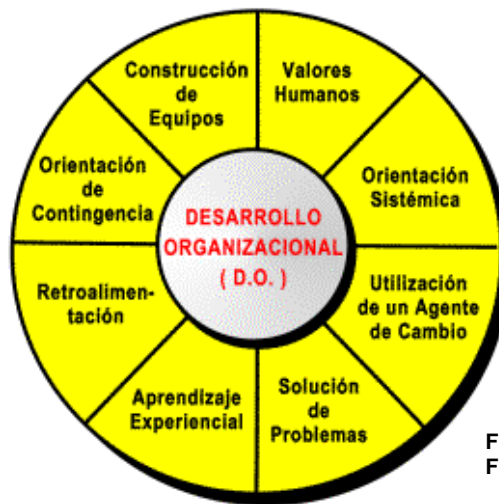 DESARROLLO
ORGANIZACIONAL
( D.O. )
Construcción
de
Equipos
Valores
Humanos
Orientación
Sistémica
Utilización
de un Agente
de Cambio
Solución
de
Problemas
Aprendizaje
Experiencial
Retroalimen-
tación
Orientación
de
Contingencia
F
F